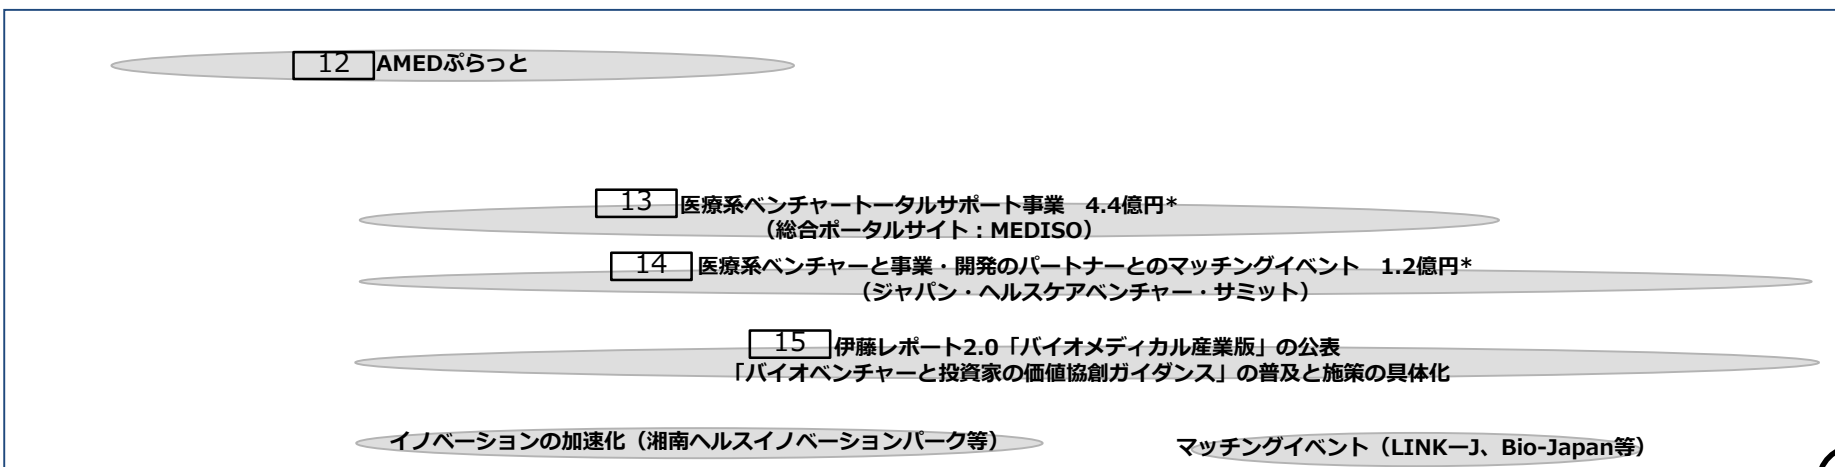 12 AMEDぷらっと
13 医療系ベンチャートータルサポート事業　4.4億円*
（総合ポータルサイト：MEDISO）
14 医療系ベンチャーと事業・開発のパートナーとのマッチングイベント　1.2億円*
（ジャパン・ヘルスケアベンチャー・サミット）
15 伊藤レポート2.0「バイオメディカル産業版」の公表
「バイオベンチャーと投資家の価値協創ガイダンス」の普及と施策の具体化
イノベーションの加速化（湘南ヘルスイノベーションパーク等）
マッチングイベント（LINKーJ、Bio-Japan等）